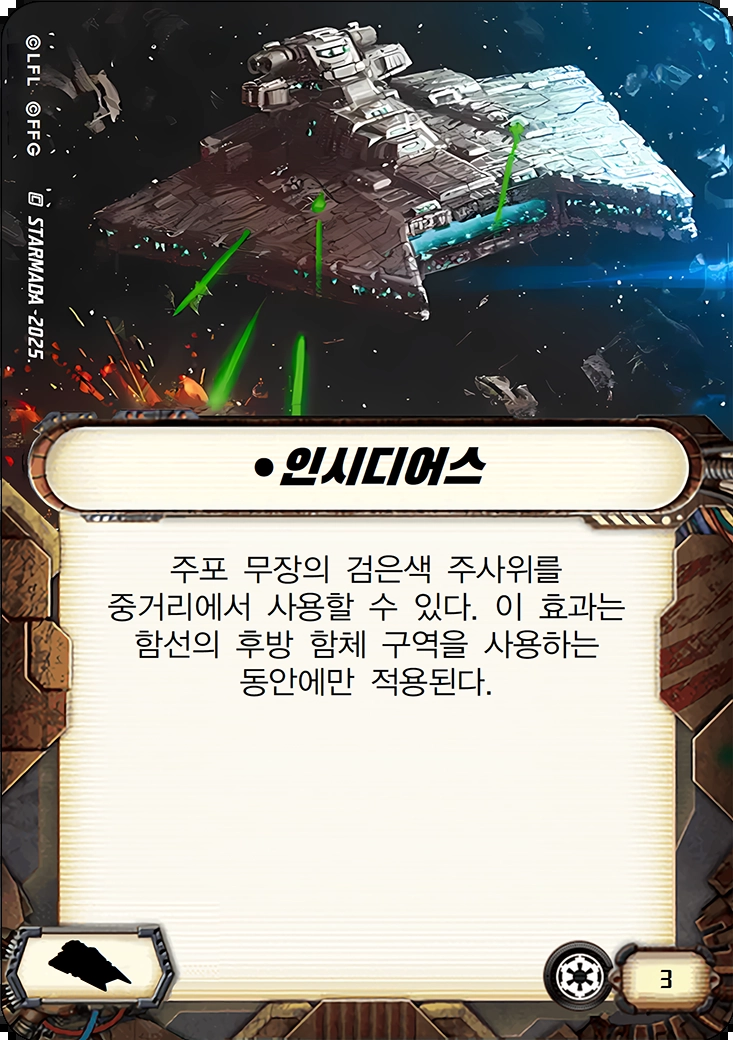 ©LFL ©FFG
STARMADA -2025.
•인시디어스
주포 무장의 검은색 주사위를
중거리에서 사용할 수 있다. 이 효과는
함선의 후방 함체 구역을 사용하는
동안에만 적용된다.
3